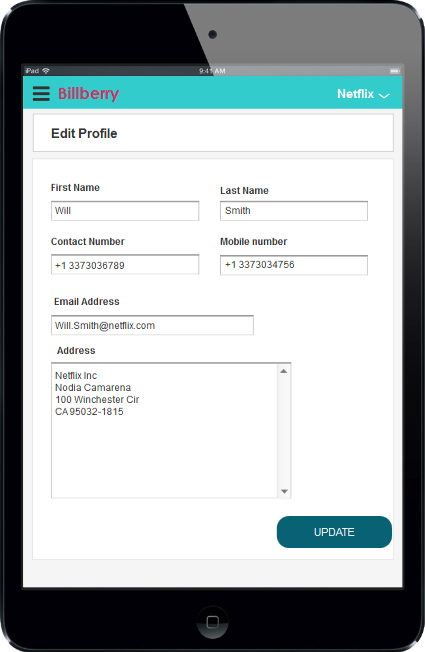 iPad 9:41 AM
Billberry Netflix
Edit Profile
First Name Last Name
Will Smith
Contact Number Mobile number
+1 3373036789 +1 3373034756
Email Address
Will.Smith@netflix.com
Address
Netflix Inc
Nodia Camarena
100 Winchester Cir
CA 95032-1815
UPDATE